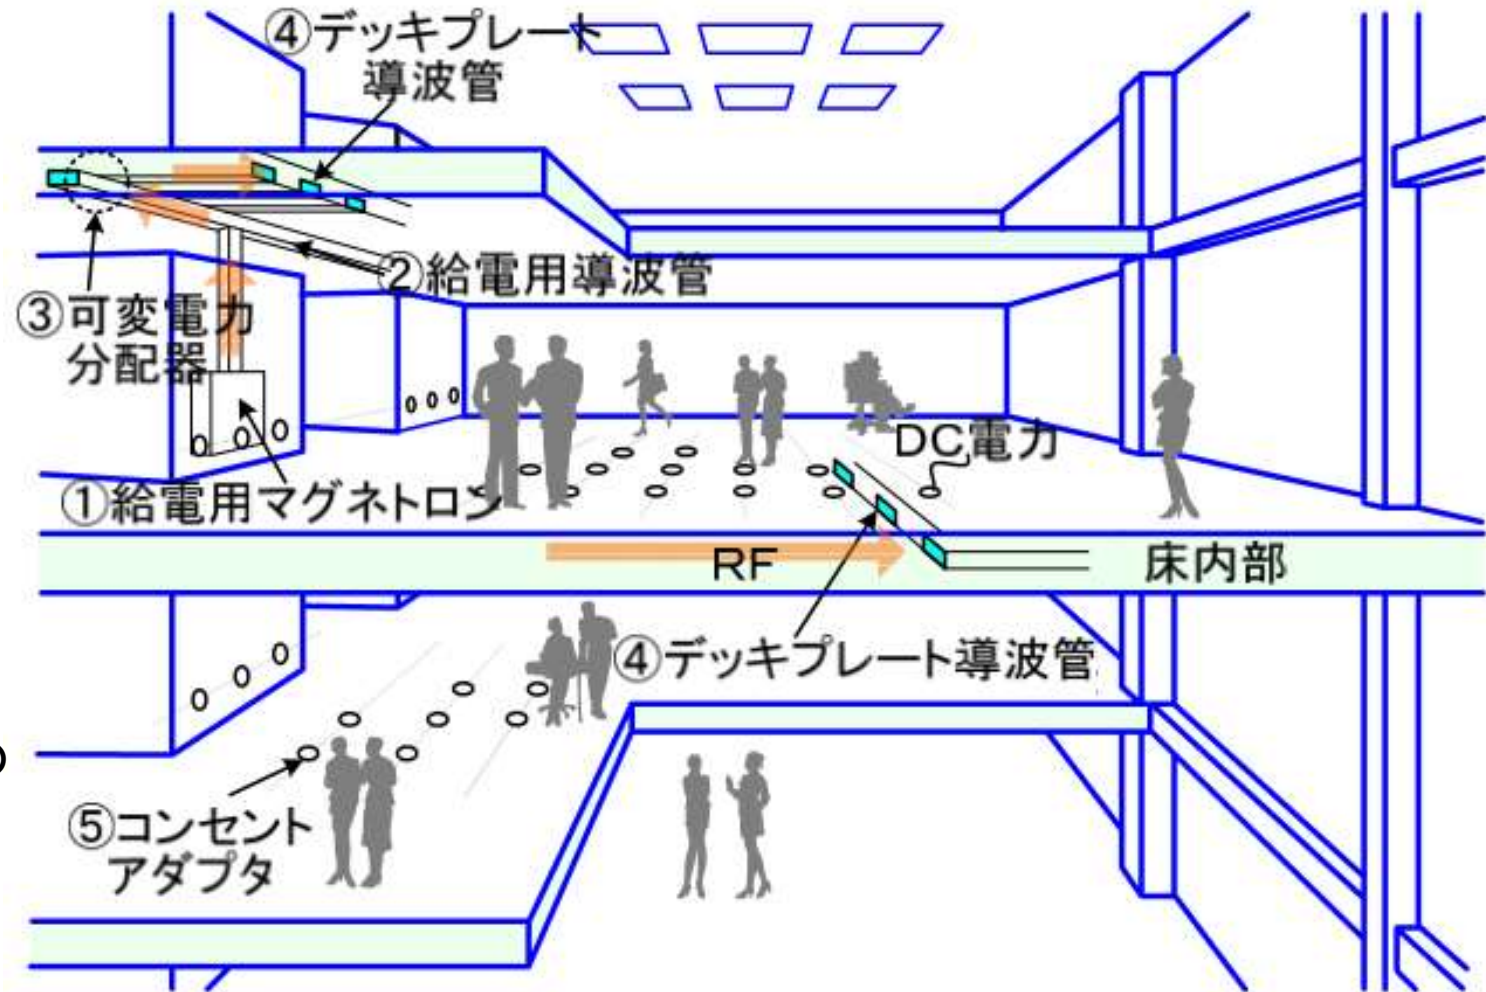 ④デッキプレート
導波管
②給電用導波管
③可変電力
分配器
DC電力
①給電用マグネトロン
RF
床内部
④デッキプレート導波管
⑤コンセント
アダプタ